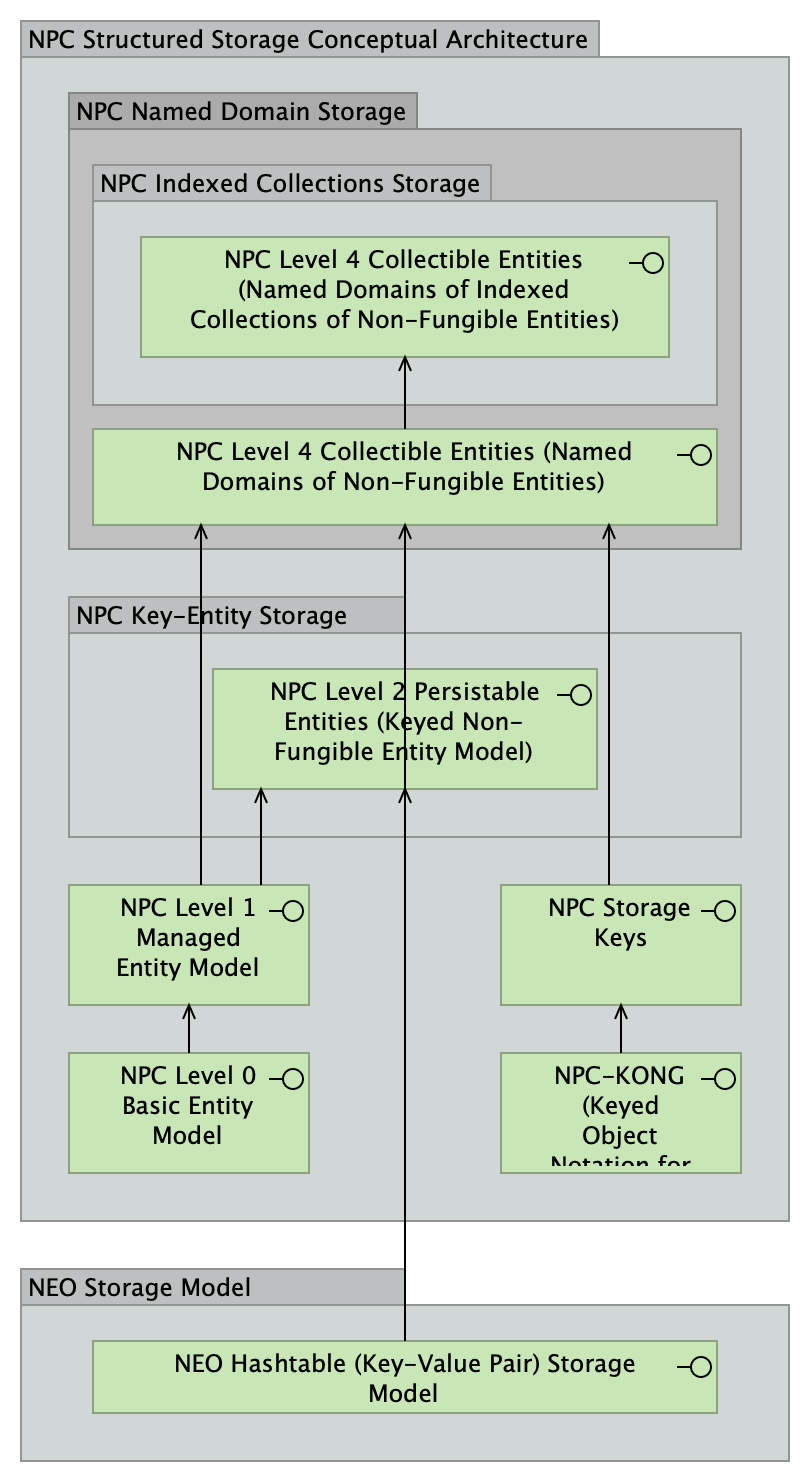 NPC Structured Storage Conceptual Architecture
NPC Named Domain Storage
NPC Indexed Collections Storage
NPC Level 4 Collectible Entities
(Named Domains of Indexed
Collections of Non-Fungible Entities)
NPC Level 4 Collectible Entities (Named
Domains of Non-Fungible Entities)
NPC Key-Entity Storage
NPC Level 2 Persistable
Entities (Keyed Non-
Fungible Entity Model)
NPC Level 1
Managed
Entity Model
NPC Storage
Keys
NPC Level 0
Basic Entity
Model
NPC-KONG
(Keyed
Object
Notation for
NEO Storage Model
NEO Hashtable (Key-Value Pair) Storage
Model